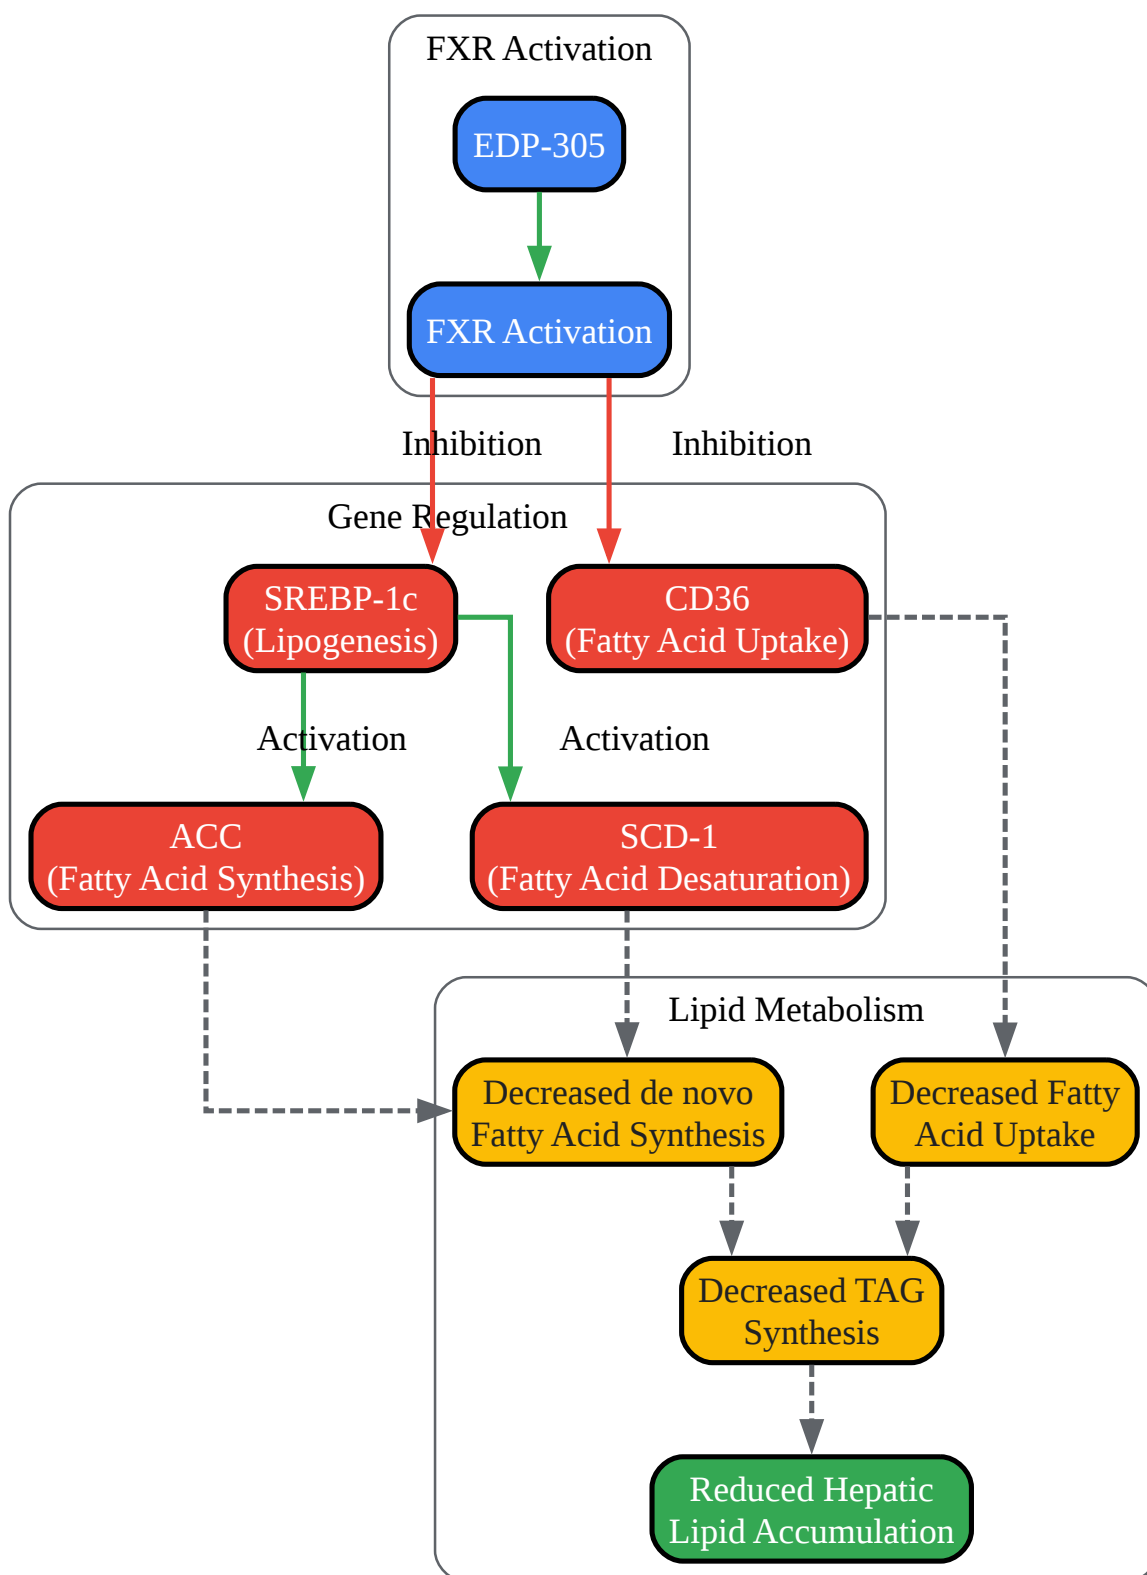 FXR Activation
EDP-305
FXR Activation
Inhibition
Inhibition
Gene Regulation
SREBP-1c
(Lipogenesis)
CD36
(Fatty Acid Uptake)
Activation
Activation
ACC
(Fatty Acid Synthesis)
SCD-1
(Fatty Acid Desaturation)
Lipid Metabolism
Decreased de novo
Fatty Acid Synthesis
Decreased Fatty
Acid Uptake
Decreased TAG
Synthesis
Reduced Hepatic
Lipid Accumulation